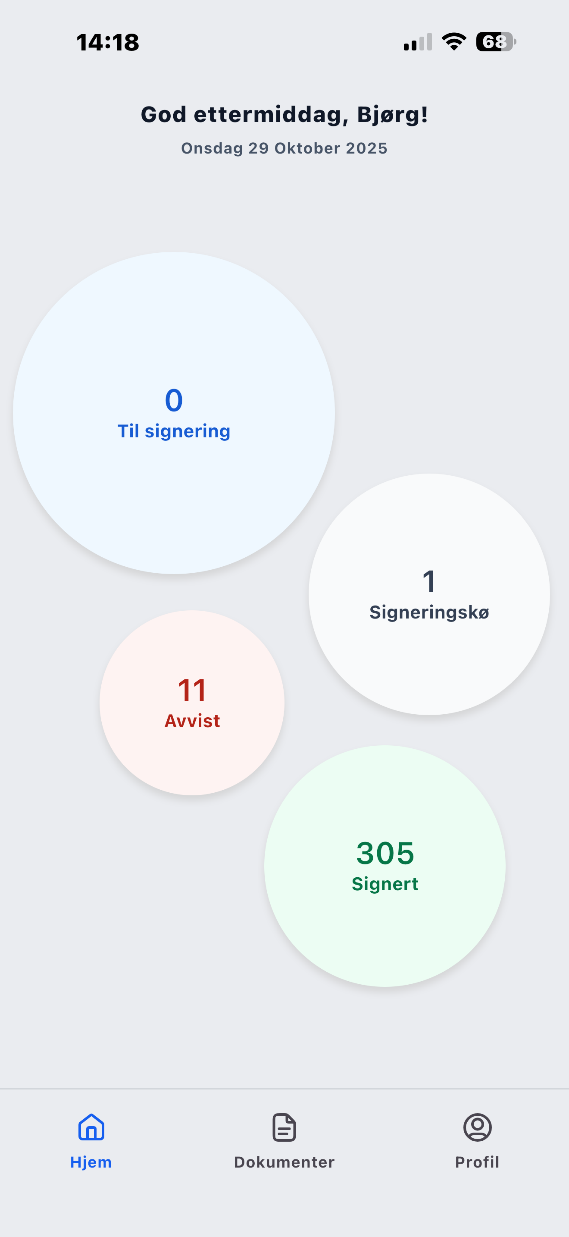 14:18
68
God ettermiddag, Bjørg!
Onsdag 29 Oktober 2025
0
Til signering
1
Signeringskø
11
Avvist
305
Signert
Hjem
Dokumenter
Profil